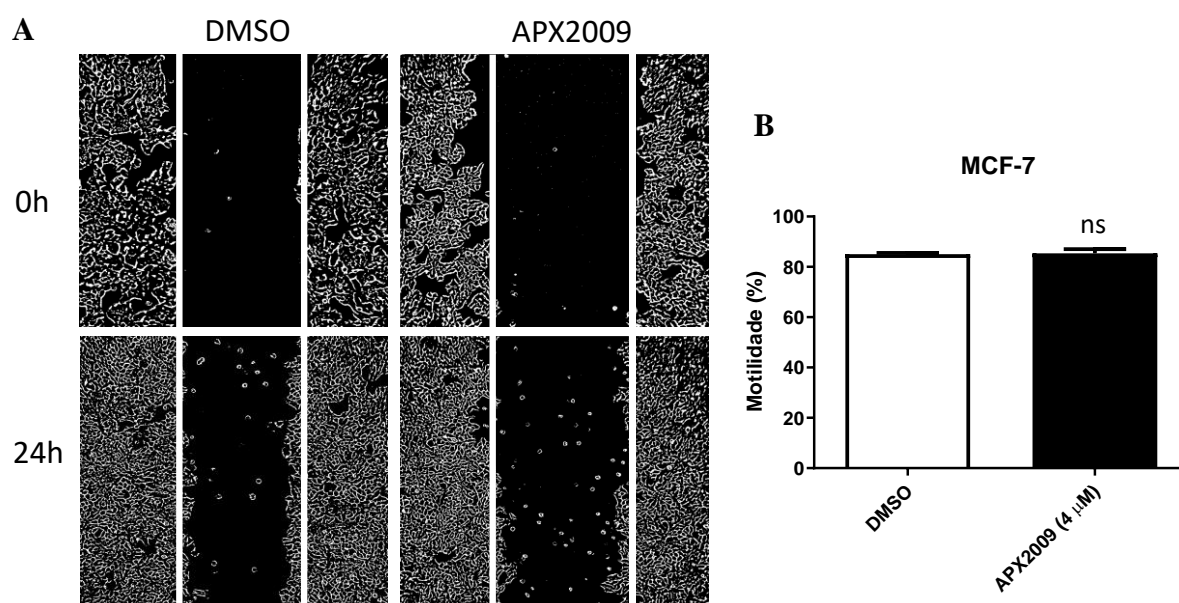 A
DMSO
APX2009
0h
24h
B
MCF-7
ns
100
80
60
40
20
0
Motilidade (%)
DMSO
APX2009 (4 µM)